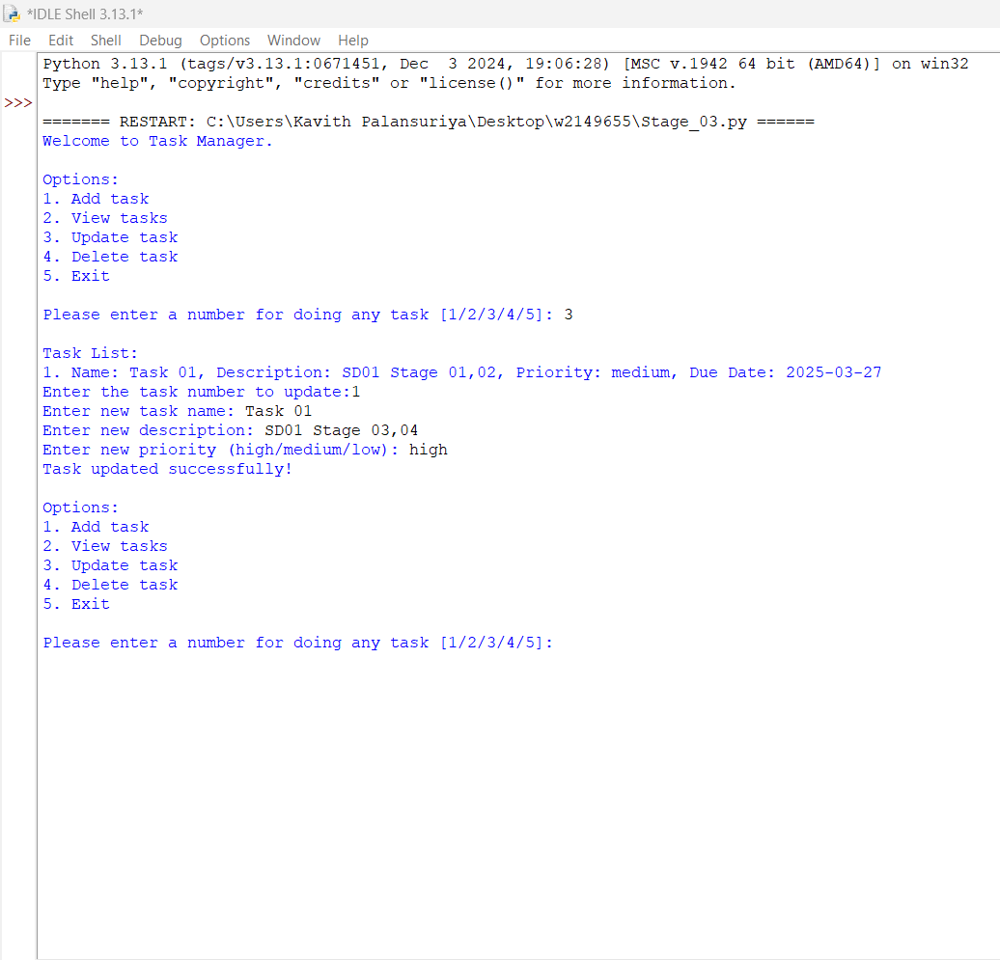 *IDLE Shell 3.13.1*
File Edit Shell Debug Options Window Help
Python 3.13.1 (tags/v3.13.1:0671451, Dec  3 2024, 19:06:28) [MSC v.1942 64 bit (AMD64)] on win32
Type "help", "copyright", "credits" or "license()" for more information.
>>>
======= RESTART: C:\Users\Kavith Palansuriya\Desktop\w2149655\Stage_03.py ======
Welcome to Task Manager.
Options:
1. Add task
2. View tasks
3. Update task
4. Delete task
5. Exit
Please enter a number for doing any task [1/2/3/4/5]: 3
Task List:
1. Name: Task 01, Description: SD01 Stage 01,02, Priority: medium, Due Date: 2025-03-27
Enter the task number to update:1
Enter new task name: Task 01
Enter new description: SD01 Stage 03,04
Enter new priority (high/medium/low): high
Task updated successfully!
Options:
1. Add task
2. View tasks
3. Update task
4. Delete task
5. Exit
Please enter a number for doing any task [1/2/3/4/5]: